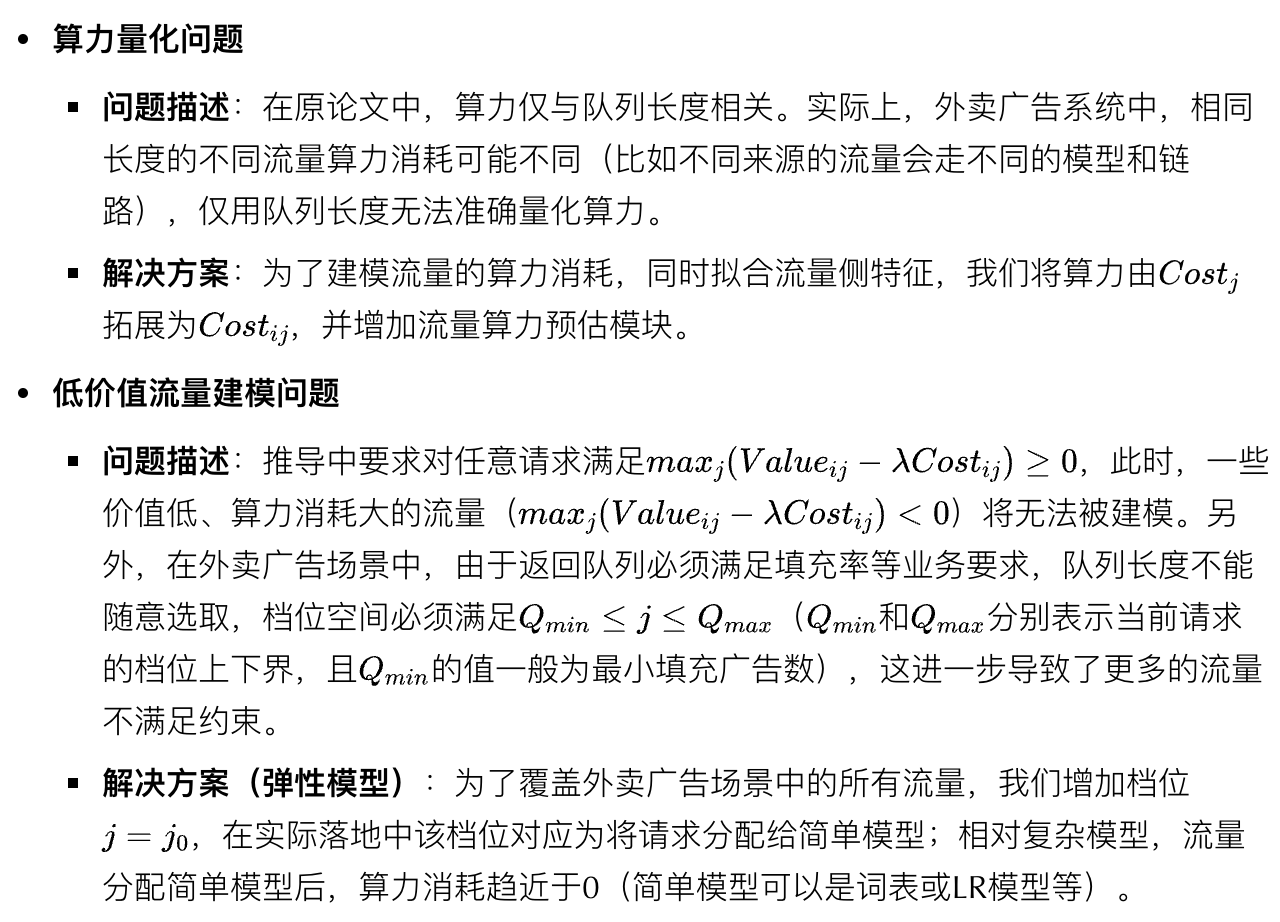 • 算力量化问题
▪ 问题描述：在原论文中，算力仅与队列长度相关。实际上，外卖广告系统中，相同
长度的不同流量算力消耗可能不同（比如不同来源的流量会走不同的模型和链
路），仅用队列长度无法准确量化算力。
▪ 解决方案：为了建模流量的算力消耗，同时拟合流量侧特征，我们将算力由$Cost_j$
拓展为$Cost_{ij}$，并增加流量算力预估模块。
• 低价值流量建模问题
▪ 问题描述：推导中要求对任意请求满足$max_j(Value_{ij} - \lambda Cost_{ij}) \geq 0$，此时，一些
价值低、算力消耗大的流量（$max_j(Value_{ij} - \lambda Cost_{ij}) < 0$）将无法被建模。另
外，在外卖广告场景中，由于返回队列必须满足填充率等业务要求，队列长度不能
随意选取，档位空间必须满足$Q_{min} \leq j \leq Q_{max}$（$Q_{min}$和$Q_{max}$分别表示当前请求
的档位上下界，且$Q_{min}$的值一般为最小填充广告数），这进一步导致了更多的流量
不满足约束。
▪ 解决方案（弹性模型）：为了覆盖外卖广告场景中的所有流量，我们增加档位
$j = j_0$，在实际落地中该档位对应为将请求分配给简单模型；相对复杂模型，流量
分配简单模型后，算力消耗趋近于0（简单模型可以是词表或LR模型等）。